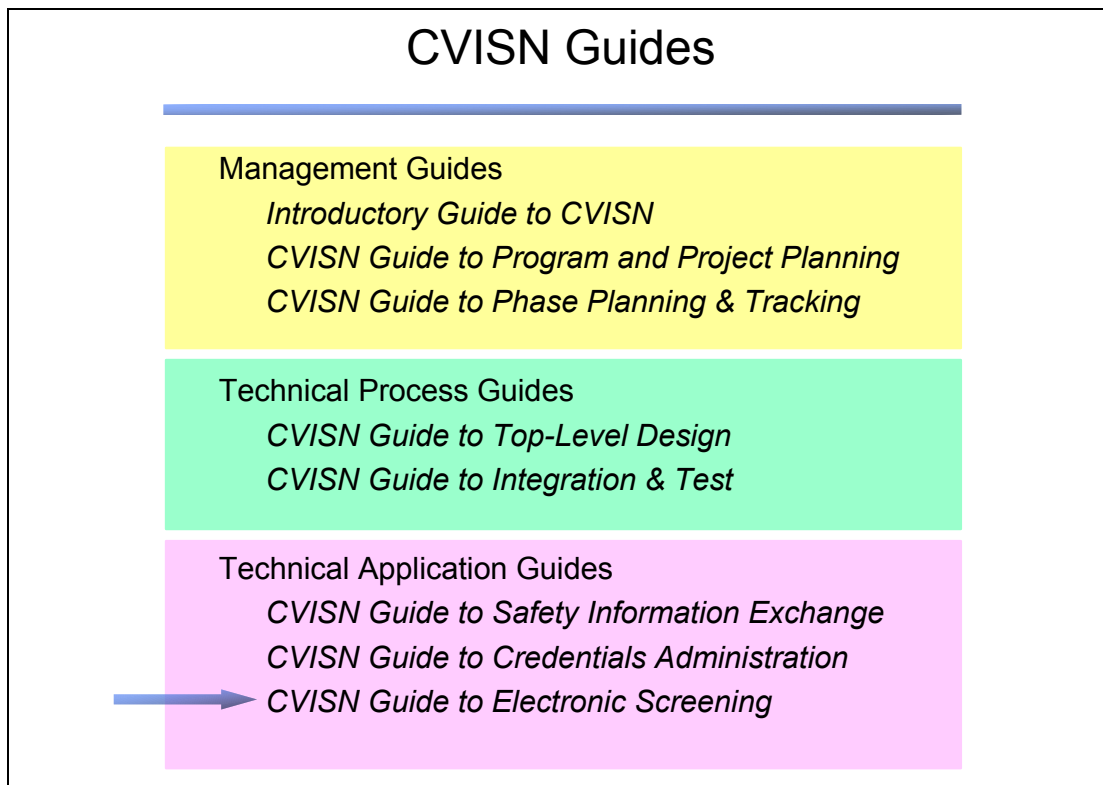 CVISN Guides
Management Guides
Introductory Guide to CVISN
CVISN Guide to Program and Project Planning
CVISN Guide to Phase Planning & Tracking
Technical Process Guides
CVISN Guide to Top-Level Design
CVISN Guide to Integration & Test
Technical Application Guides
CVISN Guide to Safety Information Exchange
CVISN Guide to Credentials Administration
CVISN Guide to Electronic Screening